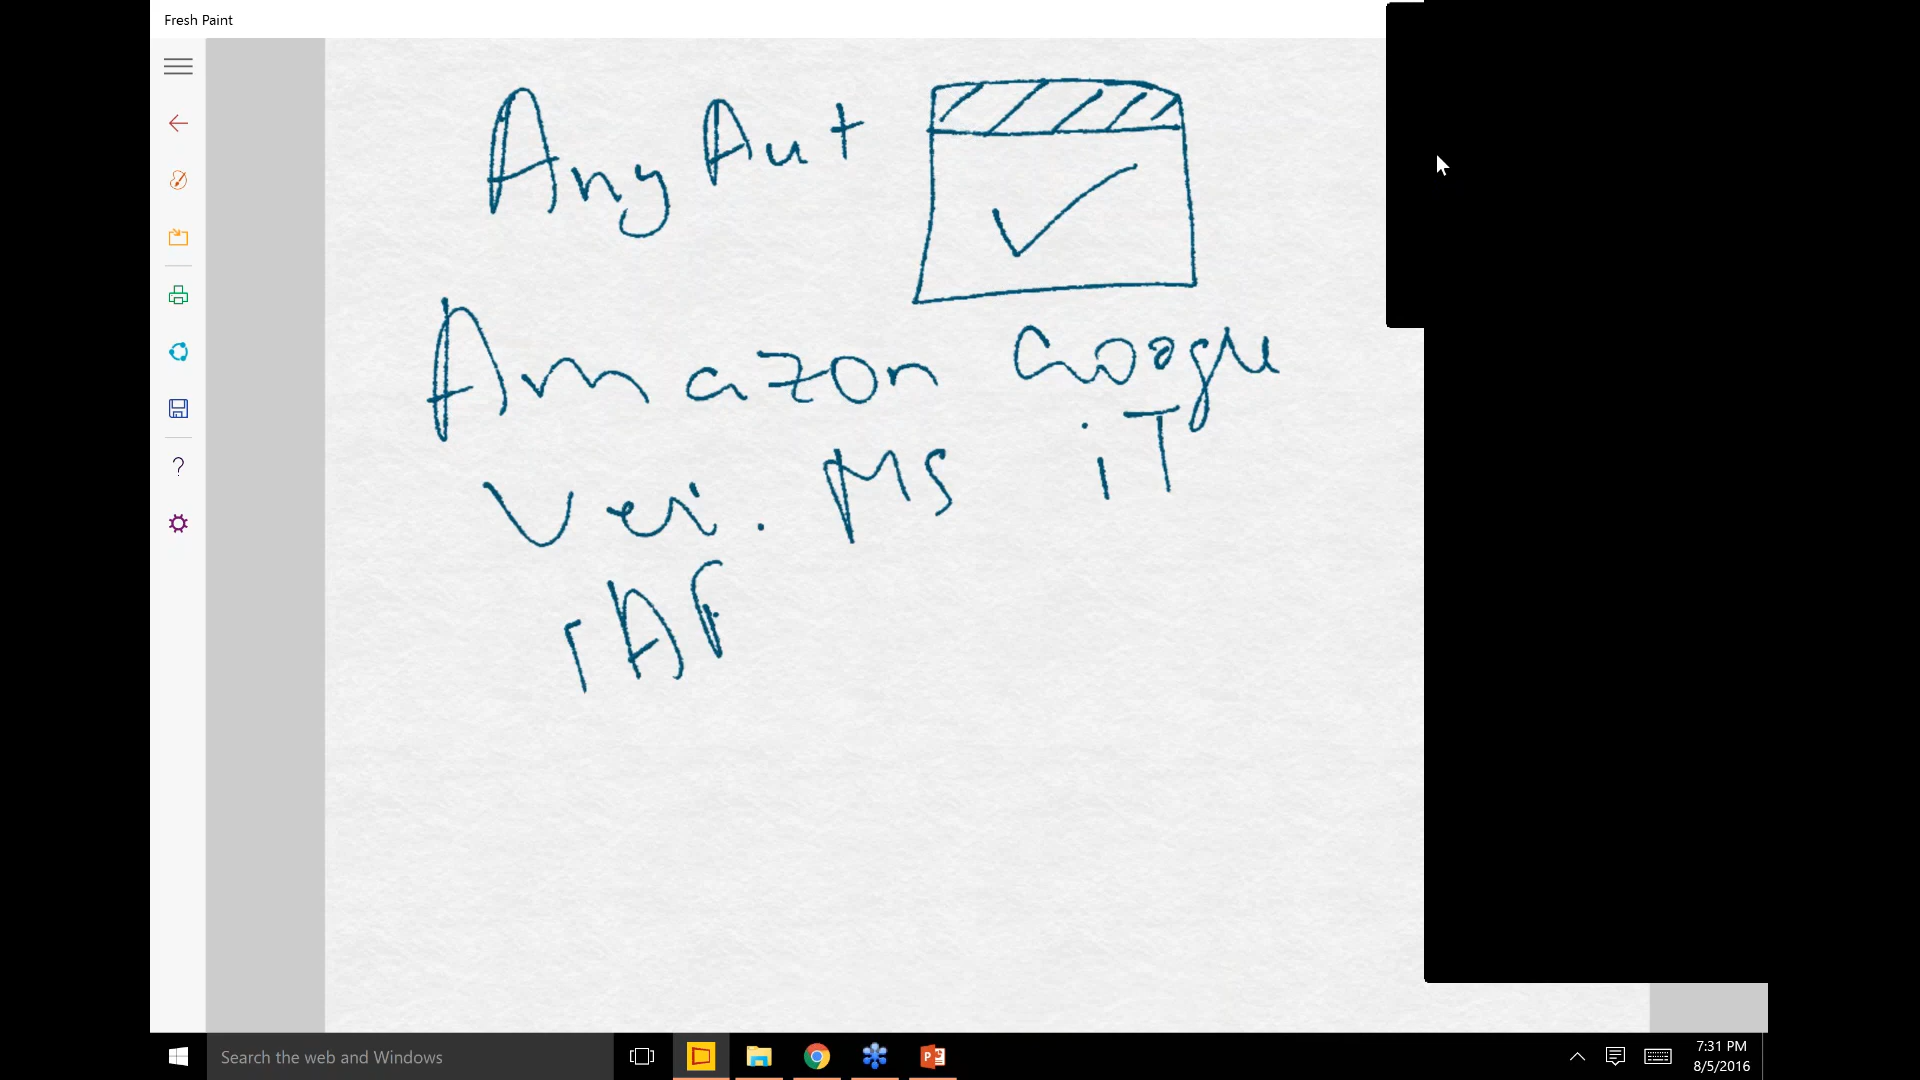 Fresh Paint
Any Aut
Amazon Google
Veri. MS iT
IAP
?
Search the web and Windows
7:31 PM
8/5/2016